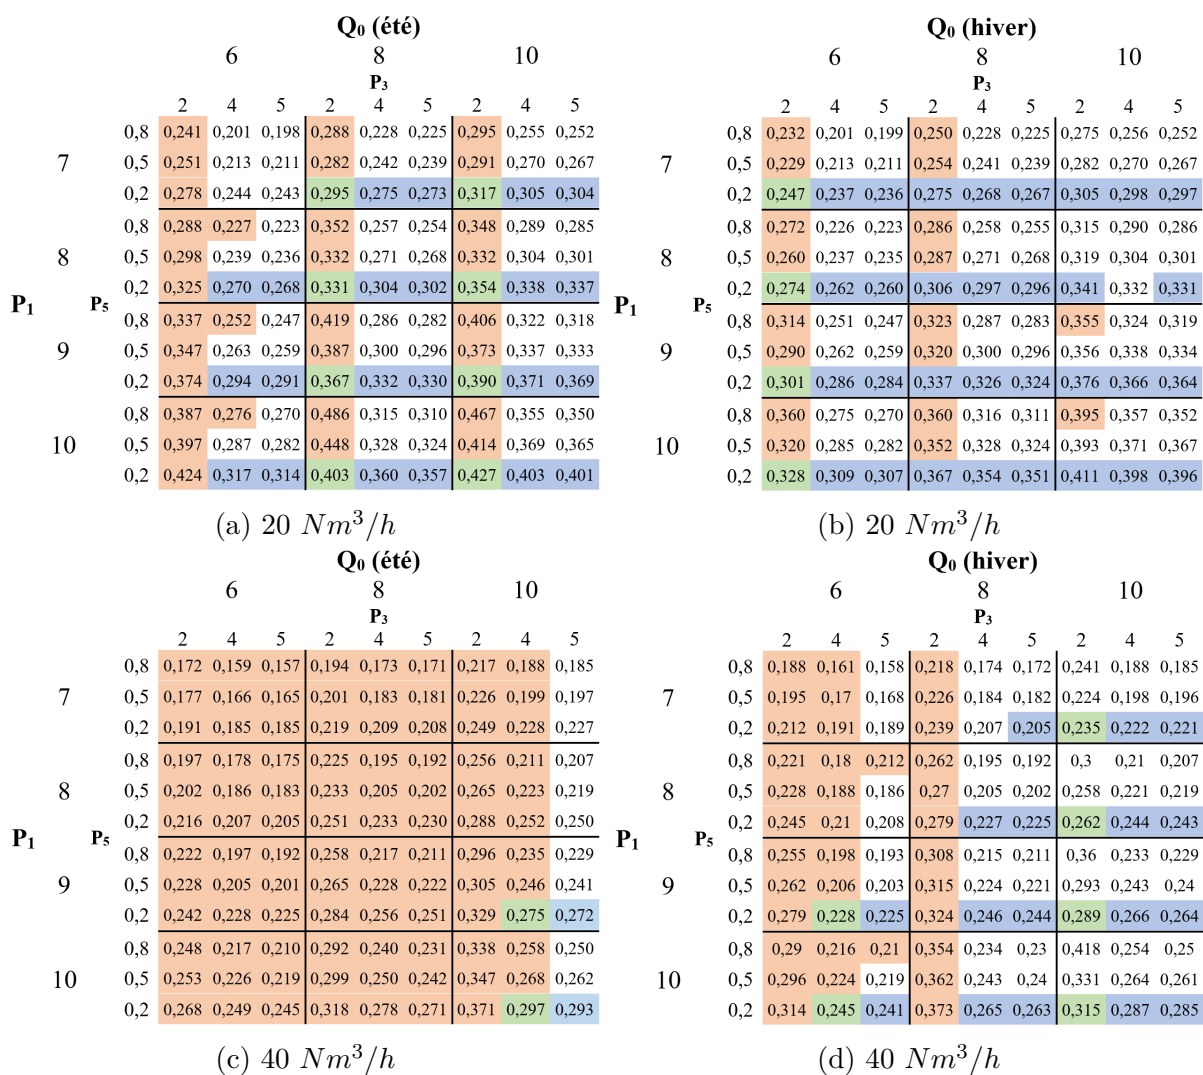 Q₀ (été)
6 8 10
P₃
2 4 5 2 4 5 2 4 5
0,8 0,241 0,201 0,198 0,288 0,228 0,225 0,295 0,255 0,252
7 0,5 0,251 0,213 0,211 0,282 0,242 0,239 0,291 0,270 0,267
0,2 0,278 0,244 0,243 0,295 0,275 0,273 0,317 0,305 0,304
0,8 0,288 0,227 0,223 0,352 0,257 0,254 0,348 0,289 0,285
8 0,5 0,298 0,239 0,236 0,332 0,271 0,268 0,332 0,304 0,301
0,2 0,325 0,270 0,268 0,331 0,304 0,302 0,354 0,338 0,337
P₁ P₅
0,8 0,337 0,252 0,247 0,419 0,286 0,282 0,406 0,322 0,318
9 0,5 0,347 0,263 0,259 0,387 0,300 0,296 0,373 0,337 0,333
0,2 0,374 0,294 0,291 0,367 0,332 0,330 0,390 0,371 0,369
0,8 0,387 0,276 0,270 0,486 0,315 0,310 0,467 0,355 0,350
10 0,5 0,397 0,287 0,282 0,448 0,328 0,324 0,414 0,369 0,365
0,2 0,424 0,317 0,314 0,403 0,360 0,357 0,427 0,403 0,401
(a) 20 Nm³/h
Q₀ (hiver)
6 8 10
P₃
2 4 5 2 4 5 2 4 5
0,8 0,232 0,201 0,199 0,250 0,228 0,225 0,275 0,256 0,252
7 0,5 0,229 0,213 0,211 0,254 0,241 0,239 0,282 0,270 0,267
0,2 0,247 0,237 0,236 0,275 0,268 0,267 0,305 0,298 0,297
0,8 0,272 0,226 0,223 0,286 0,258 0,255 0,315 0,290 0,286
8 0,5 0,260 0,237 0,235 0,287 0,271 0,268 0,319 0,304 0,301
0,2 0,274 0,262 0,260 0,306 0,297 0,296 0,341 0,332 0,331
P₁ P₅
0,8 0,314 0,251 0,247 0,323 0,287 0,283 0,355 0,324 0,319
9 0,5 0,290 0,262 0,259 0,320 0,300 0,296 0,356 0,338 0,334
0,2 0,301 0,286 0,284 0,337 0,326 0,324 0,376 0,366 0,364
0,8 0,360 0,275 0,270 0,360 0,316 0,311 0,395 0,357 0,352
10 0,5 0,320 0,285 0,282 0,352 0,328 0,324 0,393 0,371 0,367
0,2 0,328 0,309 0,307 0,367 0,354 0,351 0,411 0,398 0,396
(b) 20 Nm³/h
Q₀ (été)
6 8 10
P₃
2 4 5 2 4 5 2 4 5
0,8 0,172 0,159 0,157 0,194 0,173 0,171 0,217 0,188 0,185
7 0,5 0,177 0,166 0,165 0,201 0,183 0,181 0,226 0,199 0,197
0,2 0,191 0,185 0,185 0,219 0,209 0,208 0,249 0,228 0,227
0,8 0,197 0,178 0,175 0,225 0,195 0,192 0,256 0,211 0,207
8 0,5 0,202 0,186 0,183 0,233 0,205 0,202 0,265 0,223 0,219
0,2 0,216 0,207 0,205 0,251 0,233 0,230 0,288 0,252 0,250
P₁ P₅
0,8 0,222 0,197 0,192 0,258 0,217 0,211 0,296 0,235 0,229
9 0,5 0,228 0,205 0,201 0,265 0,228 0,222 0,305 0,246 0,241
0,2 0,242 0,228 0,225 0,284 0,256 0,251 0,329 0,275 0,272
0,8 0,248 0,217 0,210 0,292 0,240 0,231 0,338 0,258 0,250
10 0,5 0,253 0,226 0,219 0,299 0,250 0,242 0,347 0,268 0,262
0,2 0,268 0,249 0,245 0,318 0,278 0,271 0,371 0,297 0,293
(c) 40 Nm³/h
Q₀ (hiver)
6 8 10
P₃
2 4 5 2 4 5 2 4 5
0,8 0,188 0,161 0,158 0,218 0,174 0,172 0,241 0,188 0,185
7 0,5 0,195 0,17 0,168 0,226 0,184 0,182 0,224 0,198 0,196
0,2 0,212 0,191 0,189 0,239 0,207 0,205 0,235 0,222 0,221
0,8 0,221 0,18 0,212 0,262 0,195 0,192 0,3 0,21 0,207
8 0,5 0,228 0,188 0,186 0,27 0,205 0,202 0,258 0,221 0,219
0,2 0,245 0,21 0,208 0,279 0,227 0,225 0,262 0,244 0,243
P₁ P₅
0,8 0,255 0,198 0,193 0,308 0,215 0,211 0,36 0,233 0,229
9 0,5 0,262 0,206 0,203 0,315 0,224 0,221 0,293 0,243 0,24
0,2 0,279 0,228 0,225 0,324 0,246 0,244 0,289 0,266 0,264
0,8 0,29 0,216 0,21 0,354 0,234 0,23 0,418 0,254 0,25
10 0,5 0,296 0,224 0,219 0,362 0,243 0,24 0,331 0,264 0,261
0,2 0,314 0,245 0,241 0,373 0,265 0,263 0,315 0,287 0,285
(d) 40 Nm³/h